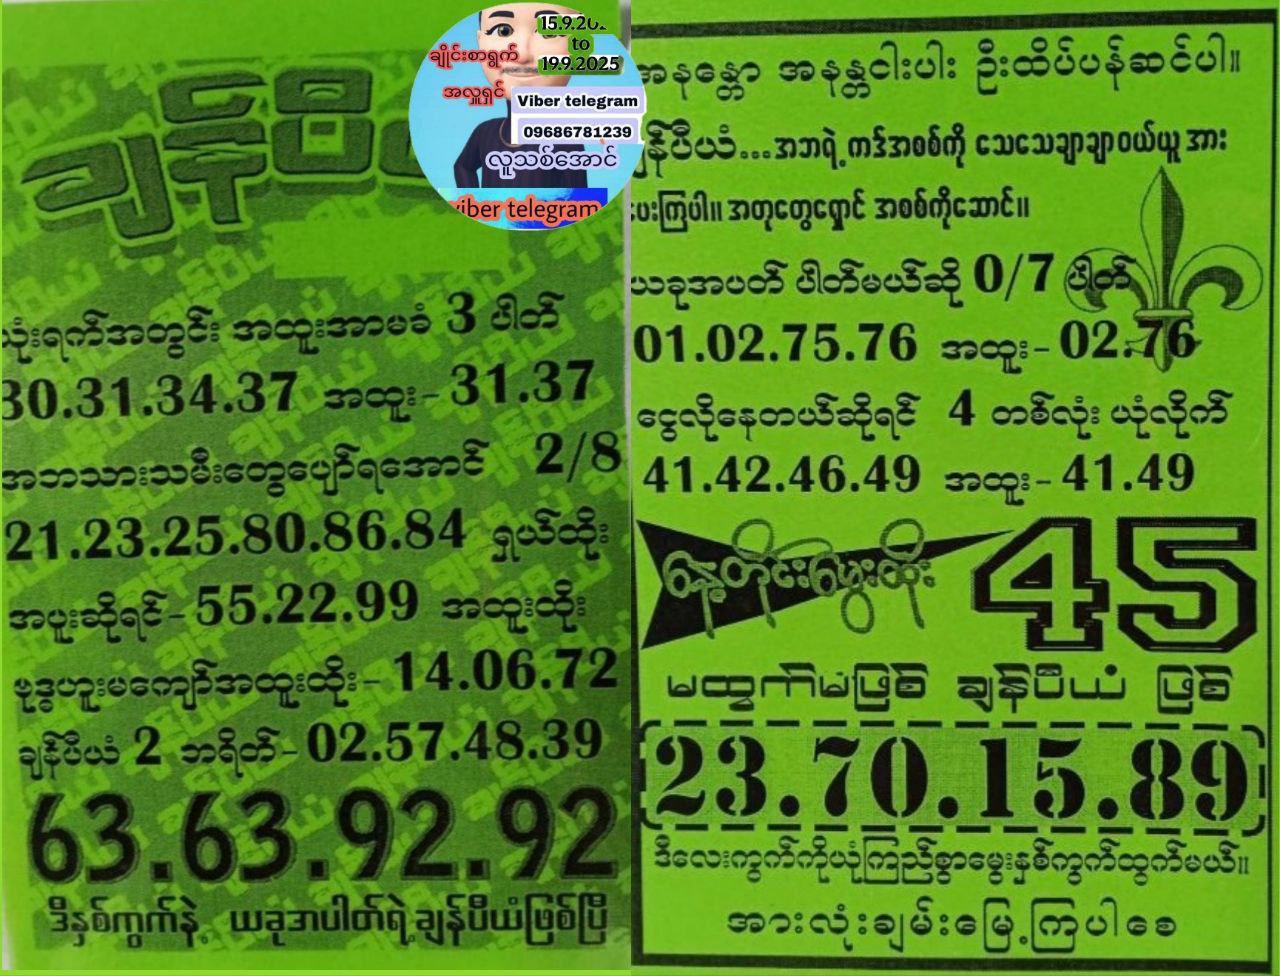 ချန်ပီ
15.9.202
to
19.9.2025
ချိုင်းစာရွက်
အလှူရှင်
Viber telegram
09686781239
လူသစ်အောင်
viber telegram
သုံးရက်အတွင်း အထူးအာမခံ 3 ပါတ်
30.31.34.37 အထူး- 31.37
အဘသားသမီးတွေပျော်ရအောင် 2/8
21.23.25.80.86.84 ရှယ်ထိုး
အပူးဆိုရင်- 55.22.99 အထူးထိုး
ဗုဒ္ဓဟူးမကျော်အထူးထိုး- 14.06.72
ချန်ပီယံ 2 ဘရိတ်- 02.57.48.39
63.63.92.92
ဒီနှစ်ကွက်နဲ့ ယခုအပါတ်ရဲ့ချန်ပီယံဖြစ်ပြီ
အနန္တော အနန္တငါးပါး ဦးထိပ်ပန်ဆင်ပါ။
န်ပီယံ...အဘရဲ့ကဒ်အစစ်ကို သေသေချာချာဝယ်ယူအား
ပေးကြပါ။ အတုတွေရှောင် အစစ်ကိုဆောင်။
ယခုအပတ် ပါတ်မယ်ဆို 0/7 ပါတ်
01.02.75.76 အထူး- 02.76
ငွေလိုနေတယ်ဆိုရင် 4 တစ်လုံး ယုံလိုက်
41.42.46.49 အထူး- 41.49
နေ့တိုင်းမွေးထိုး 45
မထွက်မဖြစ် ချန်ပီယံ ဖြစ်
23.70.15.89
ဒီလေးကွက်ကိုယုံကြည်စွာမွေးနှစ်ကွက်ထွက်မယ်။
အားလုံးချမ်းမြေ့ကြပါစေ